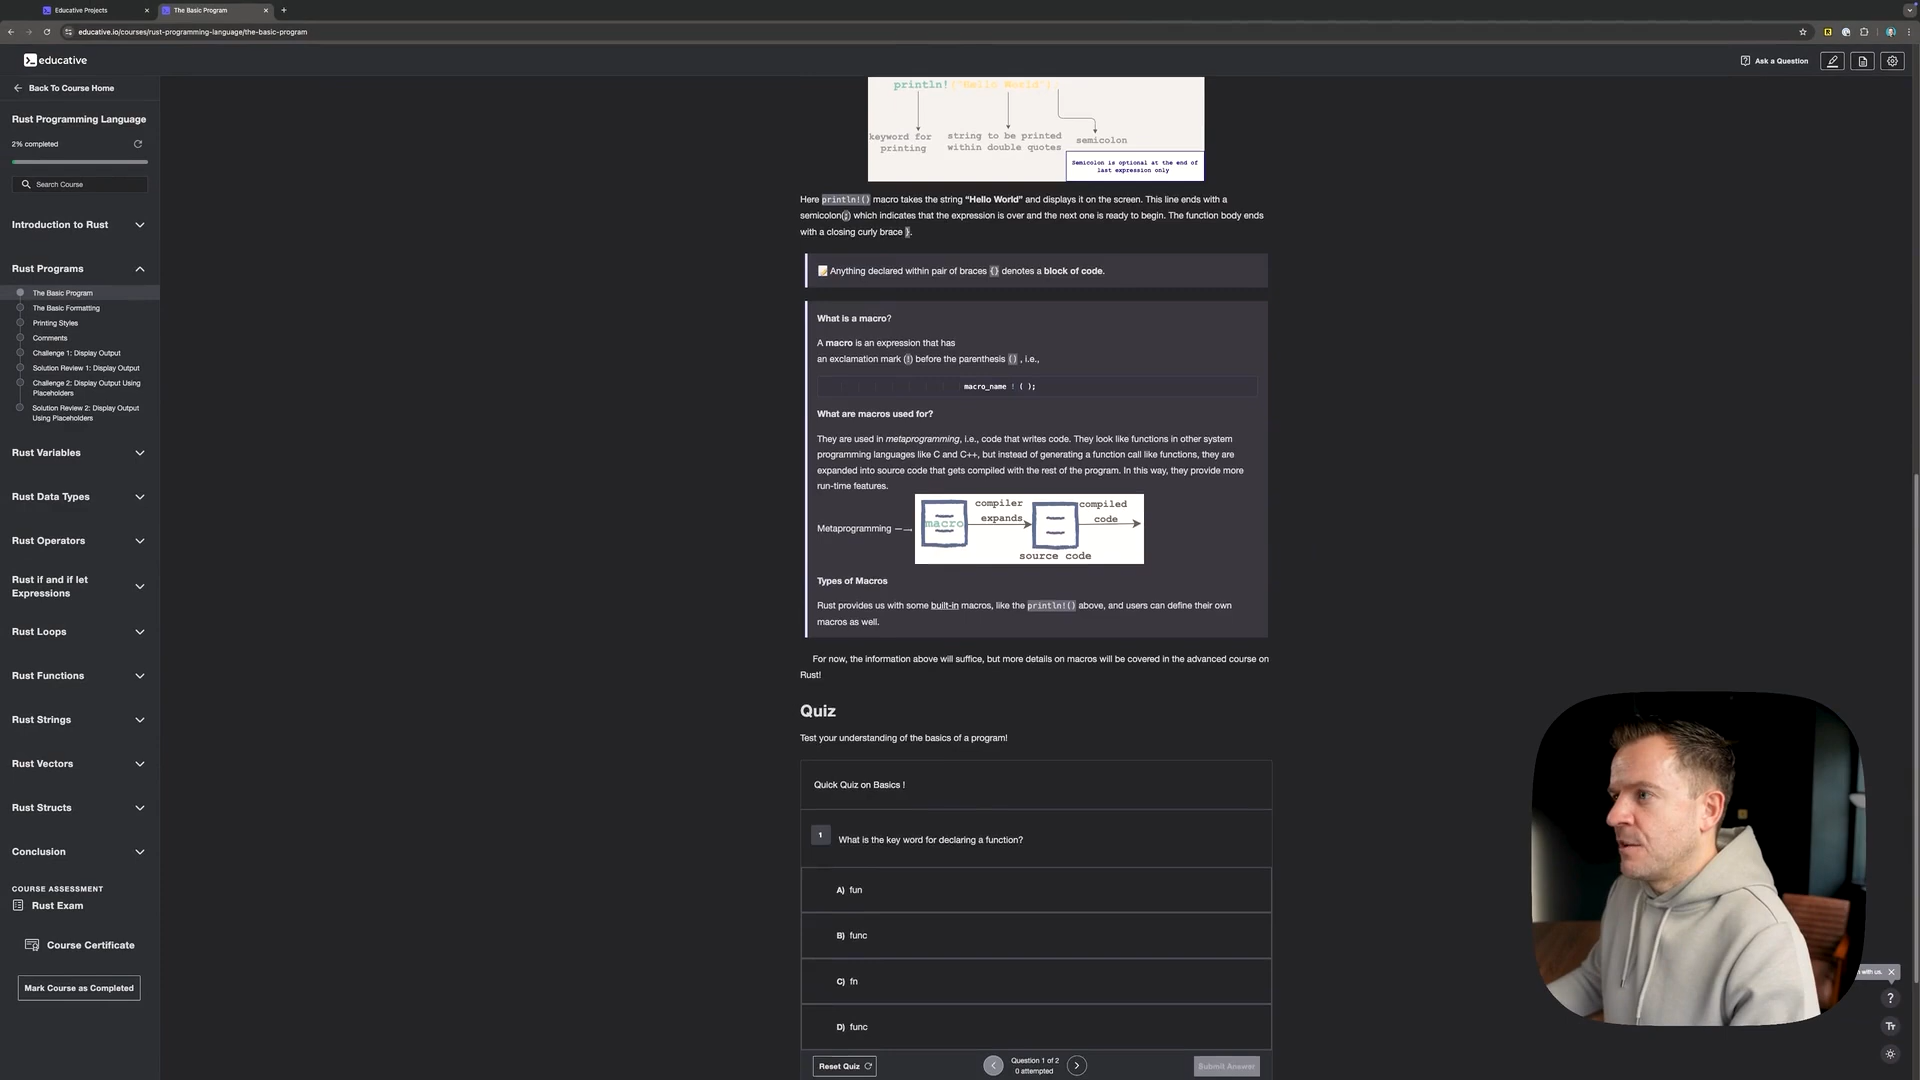 Educative Projects
The Basic Program
educative.io/courses/rust-programming-language/the-basic-program
educative
Ask a Question
Back To Course Home
Rust Programming Language
2% completed
Search Course
Introduction to Rust
Rust Programs
The Basic Program
The Basic Formatting
Printing Styles
Comments
Challenge 1: Display Output
Solution Review 1: Display Output
Challenge 2: Display Output Using
Placeholders
Solution Review 2: Display Output
Using Placeholders
Rust Variables
Rust Data Types
Rust Operators
Rust if and if let
Expressions
Rust Loops
Rust Functions
Rust Strings
Rust Vectors
Rust Structs
Conclusion
COURSE ASSESSMENT
Rust Exam
Course Certificate
Mark Course as Completed
println!("Hello World");
keyword for
printing
string to be printed
within double quotes
semicolon
Semicolon is optional at the end of
last expression only
Here println!() macro takes the string “Hello World” and displays it on the screen. This line ends with a
semicolon(;) which indicates that the expression is over and the next one is ready to begin. The function body ends
with a closing curly brace }.
📝 Anything declared within pair of braces {} denotes a block of code.
What is a macro?
A macro is an expression that has
an exclamation mark (!) before the parenthesis () , i.e.,
macro_name ! ( );
What are macros used for?
They are used in metaprogramming, i.e., code that writes code. They look like functions in other system
programming languages like C and C++, but instead of generating a function call like functions, they are
expanded into source code that gets compiled with the rest of the program. In this way, they provide more
run-time features.
Metaprogramming —→
macro
compiler
expands
source code
compiled
code
Types of Macros
Rust provides us with some built-in macros, like the println!() above, and users can define their own
macros as well.
For now, the information above will suffice, but more details on macros will be covered in the advanced course on
Rust!
Quiz
Test your understanding of the basics of a program!
Quick Quiz on Basics !
1
What is the key word for declaring a function?
A) fun
B) func
C) fn
D) func
Reset Quiz
Question 1 of 2
0 attempted
Submit Answer
with us.
?
Tт